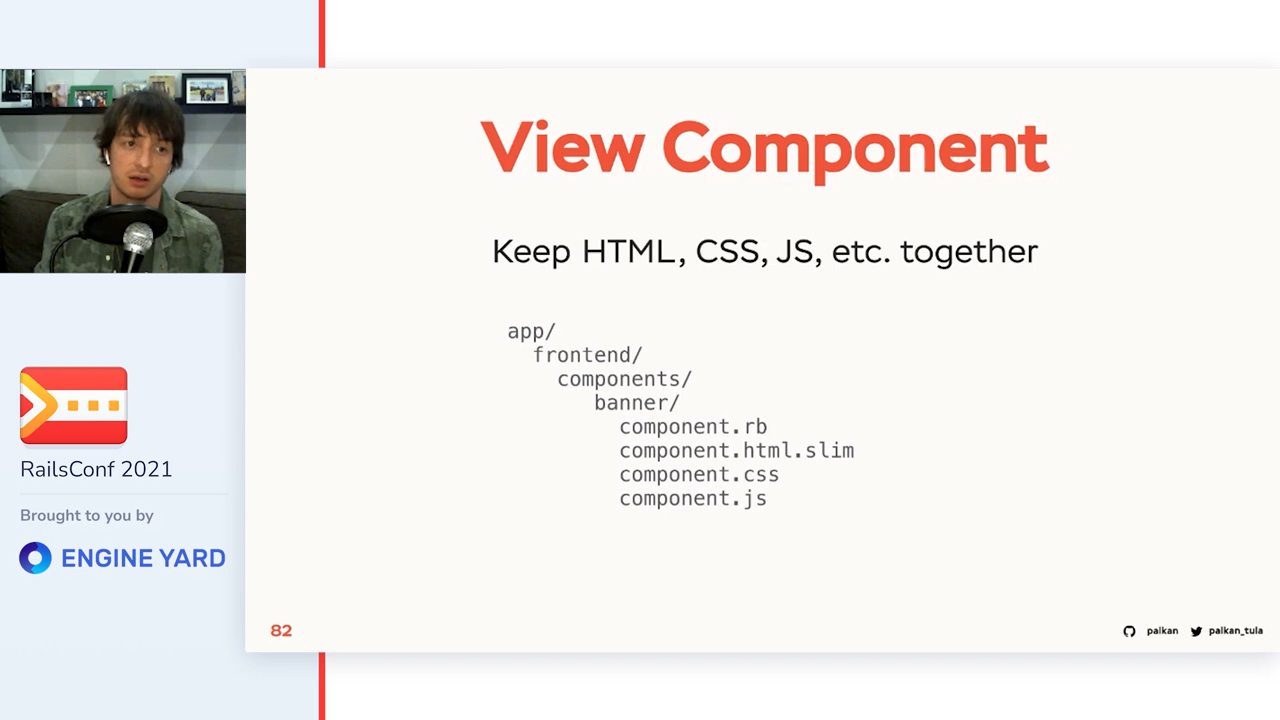 View Component
Keep HTML, CSS, JS, etc. together
app/
frontend/
components/
banner/
component.rb
component.html.slim
component.css
component.js
RailsConf 2021
Brought to you by
ENGINE YARD
82
palkan
palkan_tula